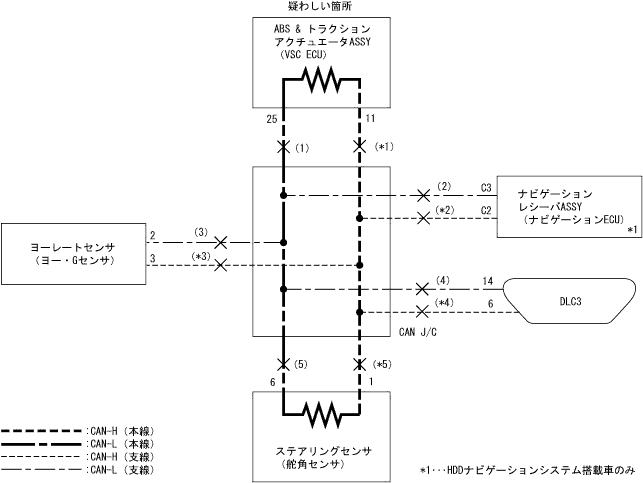 疑わしい箇所
ABS & トラクション
アクチュエータASSY
(VSC ECU)
25
11
(1)
(*1)
(2)
C3
(*2)
C2
ナビゲーション
レシーバASSY
(ナビゲーションECU)
*1
ヨーレートセンサ
(ヨー・Gセンサ)
2
(3)
3
(*3)
(4)
14
(*4)
6
DLC3
CAN J/C
(5)
(*5)
6
1
ステアリングセンサ
(舵角センサ)
:CAN-H (本線)
:CAN-L (本線)
:CAN-H (支線)
:CAN-L (支線)
*1･･･HDDナビゲーションシステム搭載車のみ